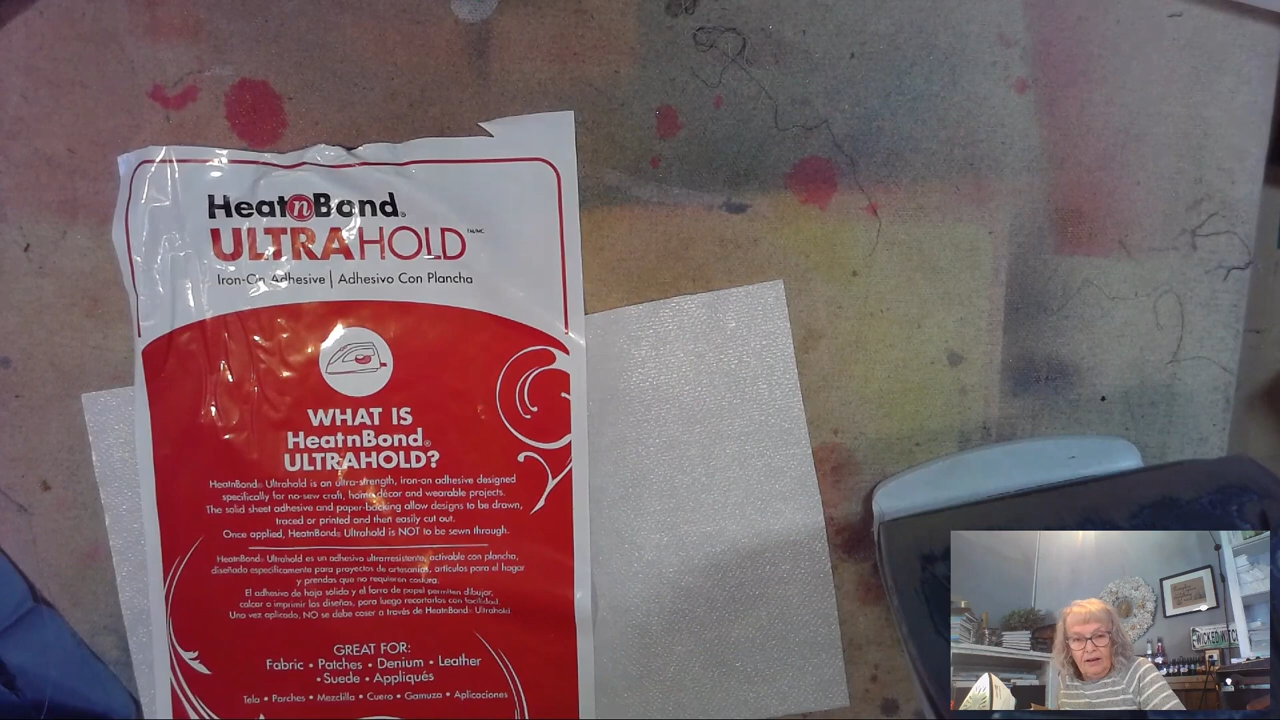 HeatnBond®
ULTRAHOLD™/MC
Iron-On Adhesive | Adhesivo Con Plancha
WHAT IS
HeatnBond®
ULTRAHOLD?
HeatnBond® Ultrahold is an ultra-strength, iron-on adhesive designed
specifically for no-sew craft, home décor and wearable projects.
The solid sheet adhesive and paper-backing allow designs to be drawn,
traced or printed and then easily cut out.
Once applied, HeatnBond® Ultrahold is NOT to be sewn through.
HeatnBond® Ultrahold es un adhesivo ultrarresistente, activable con plancha,
diseñado específicamente para proyectos de artesanías, artículos para el hogar
y prendas que no requieren costura.
El adhesivo de hoja sólida y el forro de papel permiten dibujar,
calcar o imprimir los diseños, para luego recortarlos con facilidad.
Una vez aplicado, NO se debe coser a través de HeatnBond® Ultrahold.
GREAT FOR:
Fabric • Patches • Denium • Leather
• Suede • Appliqués
Tela • Parches • Mezclilla • Cuero • Gamuza • Aplicaciones
WICKED WITCH